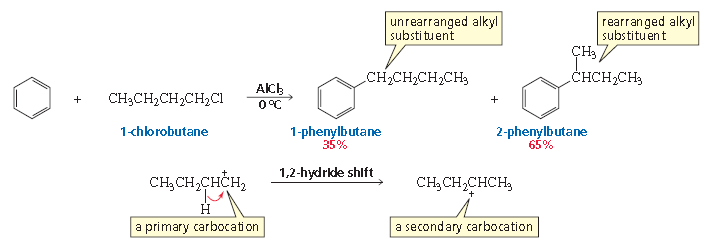 unrearranged alkyl
substituent
rearranged alkyl
substituent
CH₃
+ CH₃CH₂CH₂CH₂Cl AlCl₃ CH₂CH₂CH₂CH₃ + CHCH₂CH₃
0 °C
1-chlorobutane 1-phenylbutane 2-phenylbutane
35% 65%
CH₃CH₂CHCH₂ + 1,2-hydride shift CH₃CH₂CHCH₃ +
H
a primary carbocation a secondary carbocation